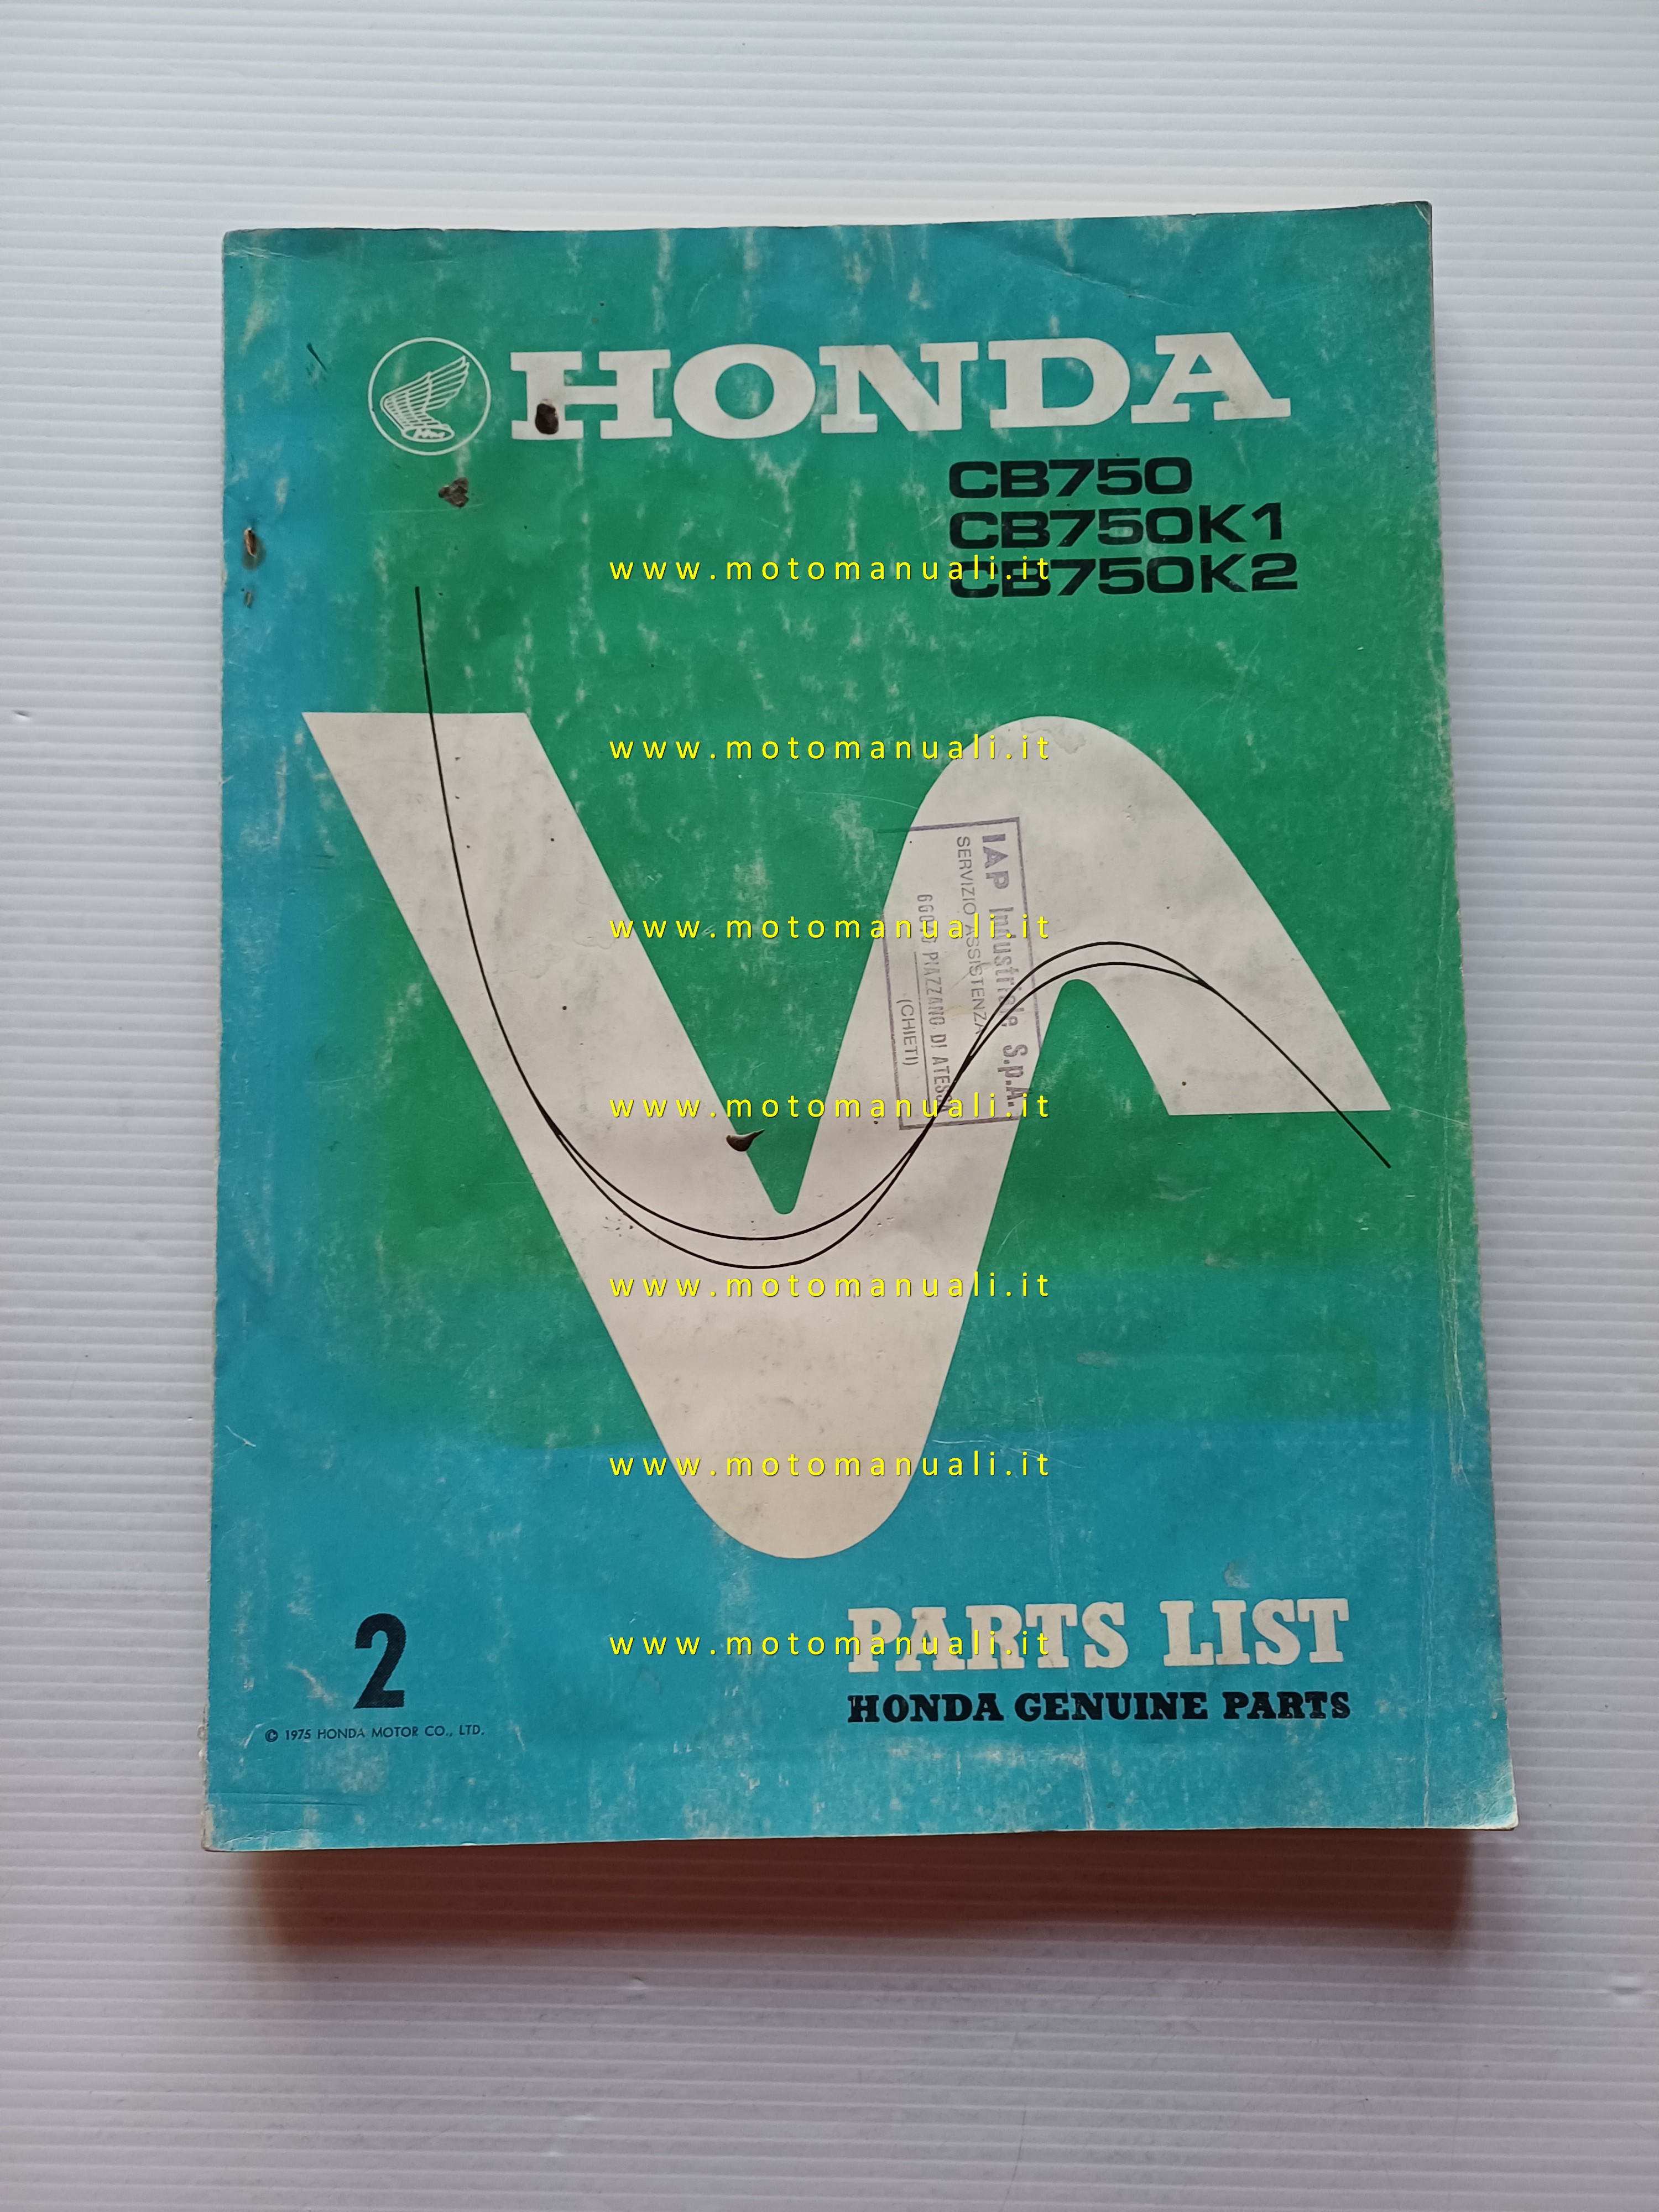 HONDA
CB750
CB750K1
www.motomanuali.it
CB750K2
www.motomanuali.it
IAP Industriale S.p.A.
SERVIZIO ASSISTENZA
PIAZZANO DI ATESSA
(CHIETI)
www.motomanuali.it
www.motomanuali.it
www.motomanuali.it
www.motomanuali.it
2
PARTS LIST
www.motomanuali.it
HONDA GENUINE PARTS
© 1975 HONDA MOTOR CO., LTD.